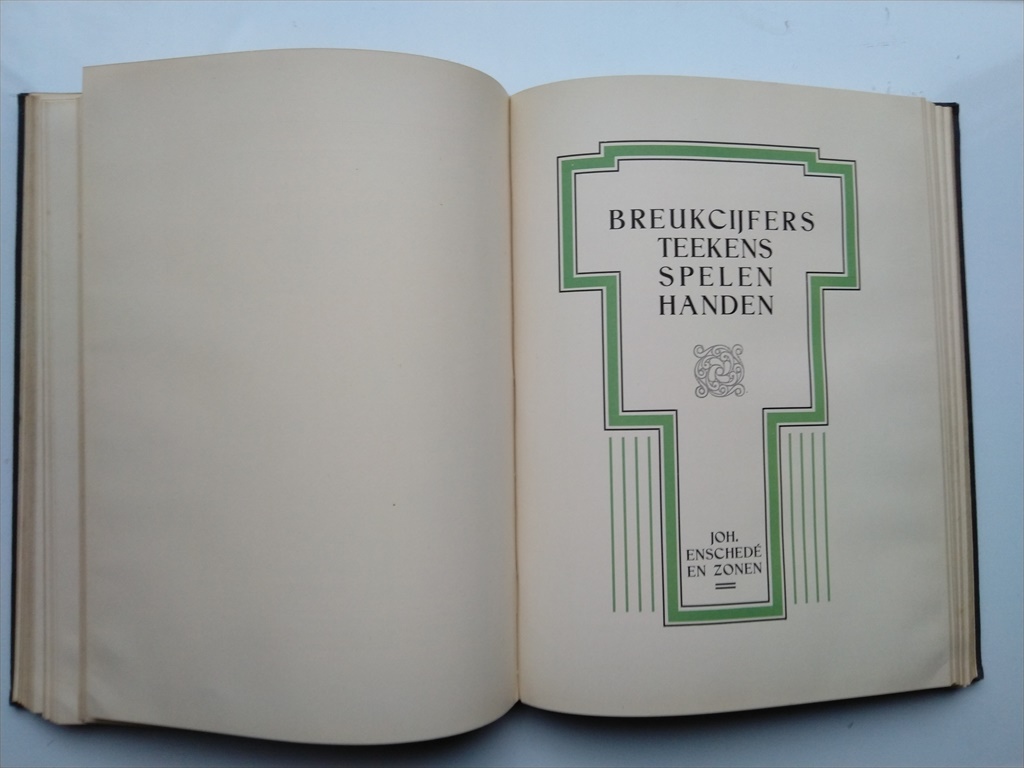 BREUKCIJFERS
TEEKENS
SPELEN
HANDEN
JOH.
ENSCHEDÉ
EN ZONEN